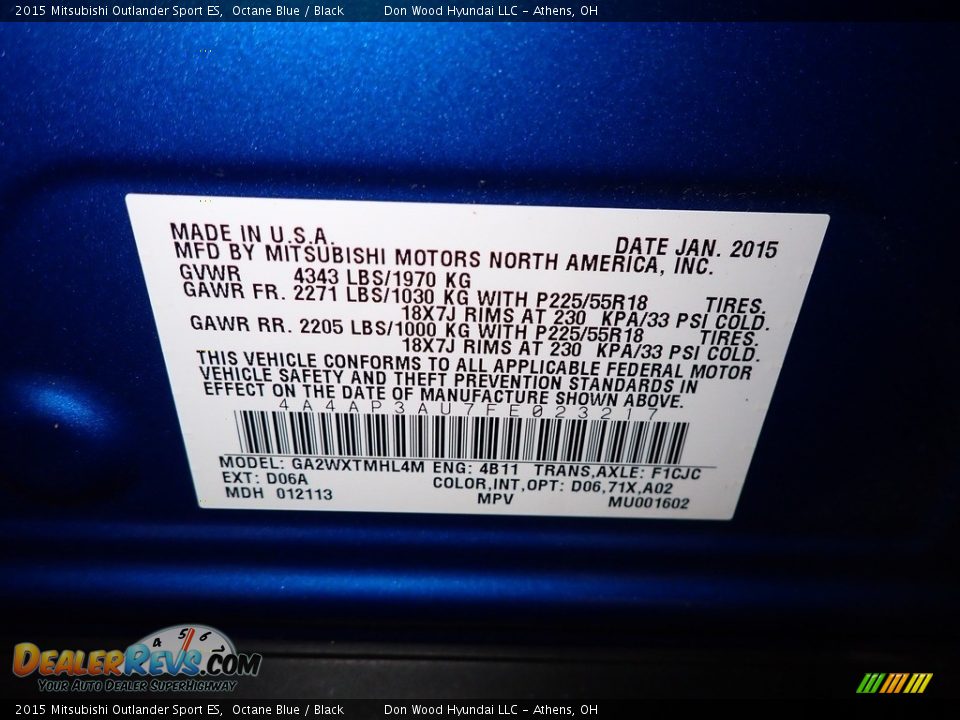 2015 Mitsubishi Outlander Sport ES, Octane Blue / Black Don Wood Hyundai LLC - Athens, OH
MADE IN U.S.A. DATE JAN. 2015
MFD BY MITSUBISHI MOTORS NORTH AMERICA, INC.
GVWR 4343 LBS/1970 KG
GAWR FR. 2271 LBS/1030 KG WITH P225/55R18 TIRES,
18X7J RIMS AT 230 KPA/33 PSI COLD.
GAWR RR. 2205 LBS/1000 KG WITH P225/55R18 TIRES,
18X7J RIMS AT 230 KPA/33 PSI COLD.
THIS VEHICLE CONFORMS TO ALL APPLICABLE FEDERAL MOTOR
VEHICLE SAFETY AND THEFT PREVENTION STANDARDS IN
EFFECT ON THE DATE OF MANUFACTURE SHOWN ABOVE.
4A4AP3AU7FE023217
MODEL: GA2WXTMHL4M ENG: 4B11 TRANS,AXLE: F1CJC
EXT: D06A COLOR,INT,OPT: D06,71X,A02
MDH 012113 MPV MU001602
4 5 6
DEALERREVS.COM
YOUR AUTO DEALER SUPERHIGHWAY
2015 Mitsubishi Outlander Sport ES, Octane Blue / Black Don Wood Hyundai LLC - Athens, OH